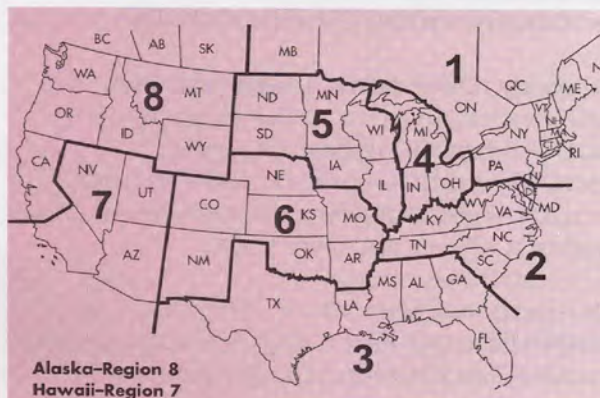 BC
AB
SK
MB
1
QC
ON
ME
N
WA
MT
ND
MN
8
OR
ID
SD
5
WI
MI
NY
VT
NH
MA
CT
RI
WY
IA
4
PA
CA
NV
UT
NE
IL
IN
OH
MD
7
CO
6
KS
MO
KY
WV
VA
AZ
NM
OK
AR
TN
NC
2
SC
TX
LA
MS
AL
GA
3
FL
Alaska–Region 8
Hawaii–Region 7